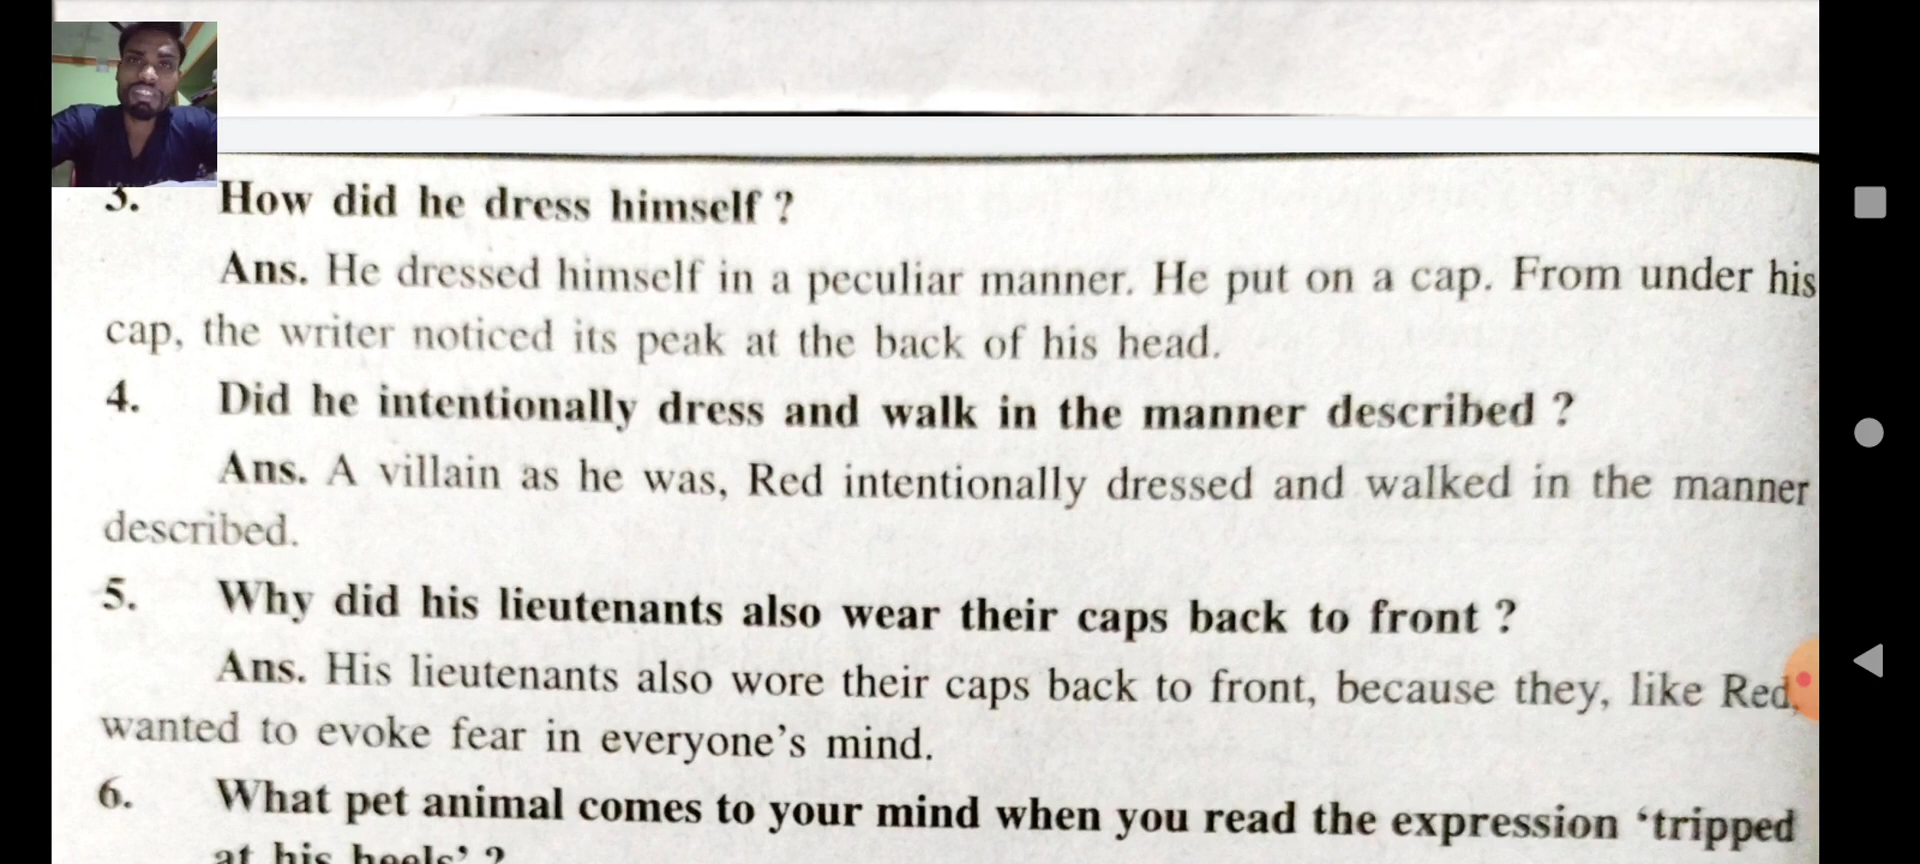 3. How did he dress himself ?
Ans. He dressed himself in a peculiar manner. He put on a cap. From under his
cap, the writer noticed its peak at the back of his head.
4. Did he intentionally dress and walk in the manner described ?
Ans. A villain as he was, Red intentionally dressed and walked in the manner
described.
5. Why did his lieutenants also wear their caps back to front ?
Ans. His lieutenants also wore their caps back to front, because they, like Red,
wanted to evoke fear in everyone's mind.
6. What pet animal comes to your mind when you read the expression 'tripped
at his heels' ?